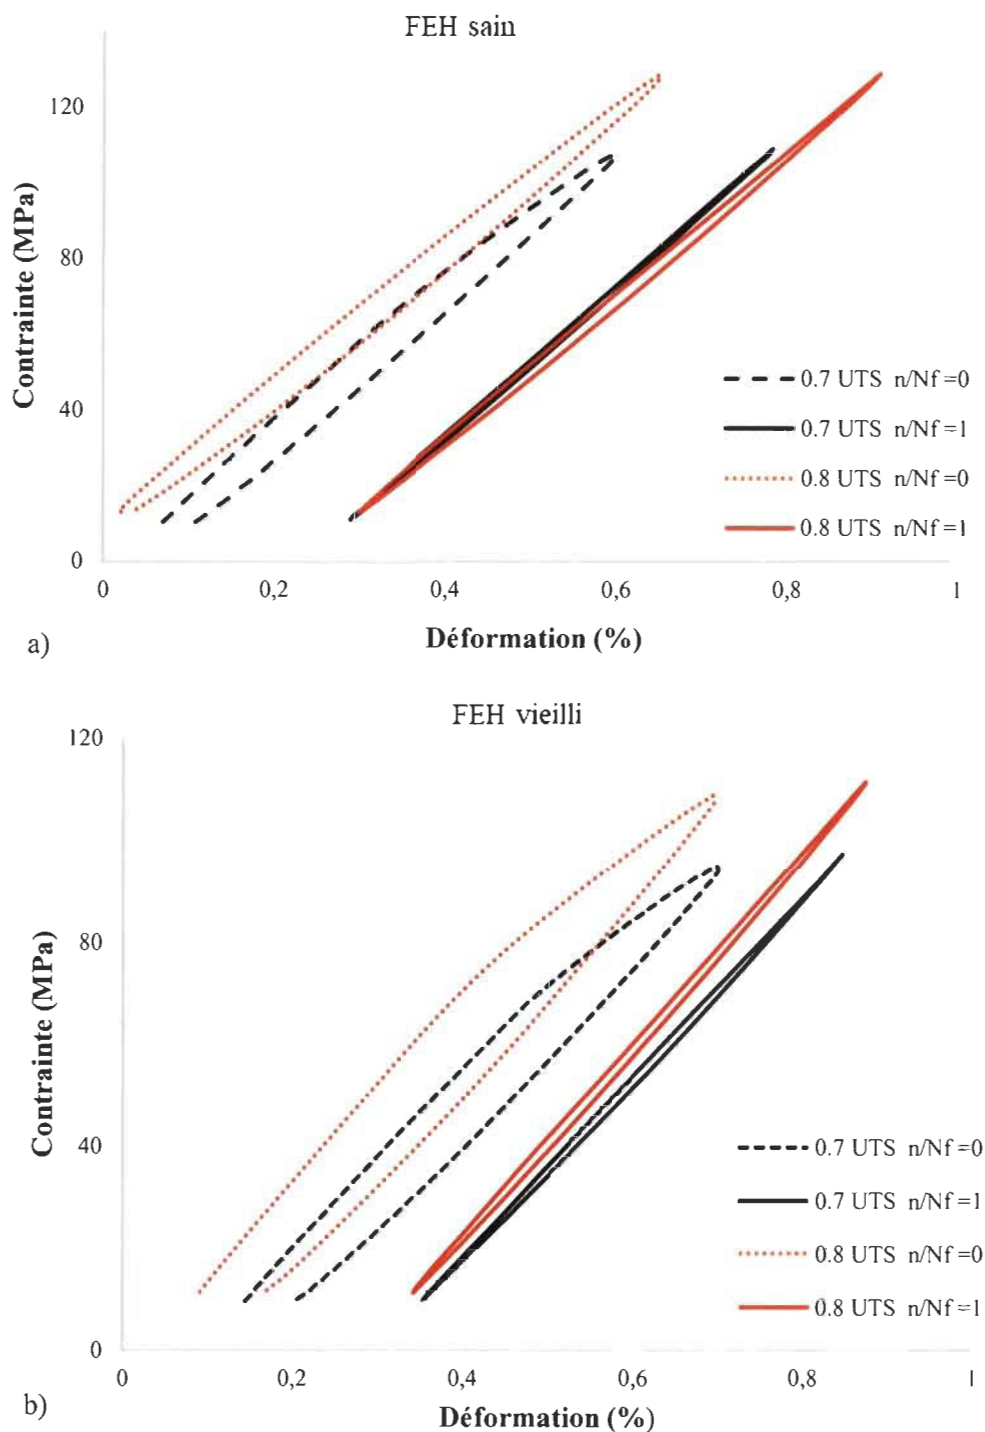 FEH sain
120
80
40
0
Contrainte (MPa)
0.7 UTS n/Nf =0
0.7 UTS n/Nf =1
0.8 UTS n/Nf =0
0.8 UTS n/Nf =1
0 0,2 0,4 0,6 0,8 1
Déformation (%)
a)
FEH vieilli
120
80
40
0
Contrainte (MPa)
0.7 UTS n/Nf =0
0.7 UTS n/Nf =1
0.8 UTS n/Nf =0
0.8 UTS n/Nf =1
0 0,2 0,4 0,6 0,8 1
Déformation (%)
b)